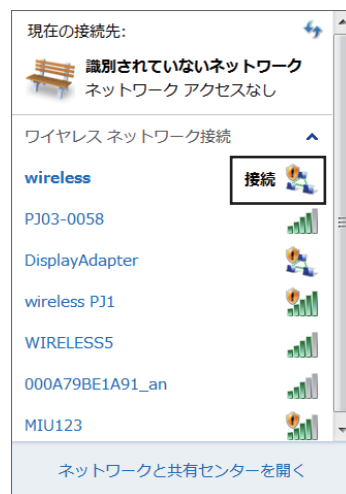 現在の接続先:
識別されていないネットワーク
ネットワーク アクセスなし
ワイヤレス ネットワーク接続
wireless 接続
PJ03-0058
DisplayAdapter
wireless PJ1
WIRELESS5
000A79BE1A91_an
MIU123
ネットワークと共有センターを開く